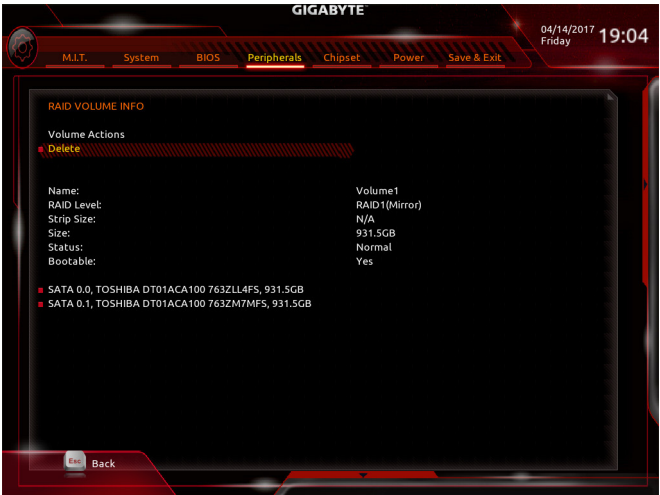 GIGABYTE™
04/14/2017 19:04
Friday
M.I.T. System BIOS Peripherals Chipset Power Save & Exit
RAID VOLUME INFO
Volume Actions
Delete
Name: Volume1
RAID Level: RAID1(Mirror)
Strip Size: N/A
Size: 931.5GB
Status: Normal
Bootable: Yes
SATA 0.0, TOSHIBA DT01ACA100 763ZLL4FS, 931.5GB
SATA 0.1, TOSHIBA DT01ACA100 763ZM7MFS, 931.5GB
Esc Back